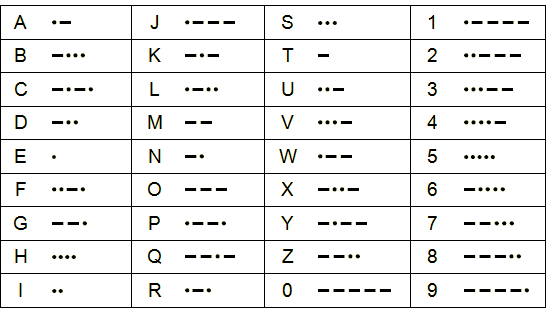 A •− J •−−− S ••• 1 •−−−−
B −••• K −•− T − 2 ••−−−
C −•−• L •−•• U ••− 3 •••−−
D −•• M −− V •••− 4 ••••−
E • N −• W •−− 5 •••••
F ••−• O −−− X −••− 6 −••••
G −−• P •−−• Y −•−− 7 −−•••
H •••• Q −−•− Z −−•• 8 −−−••
I •• R •−• 0 −−−−− 9 −−−−•